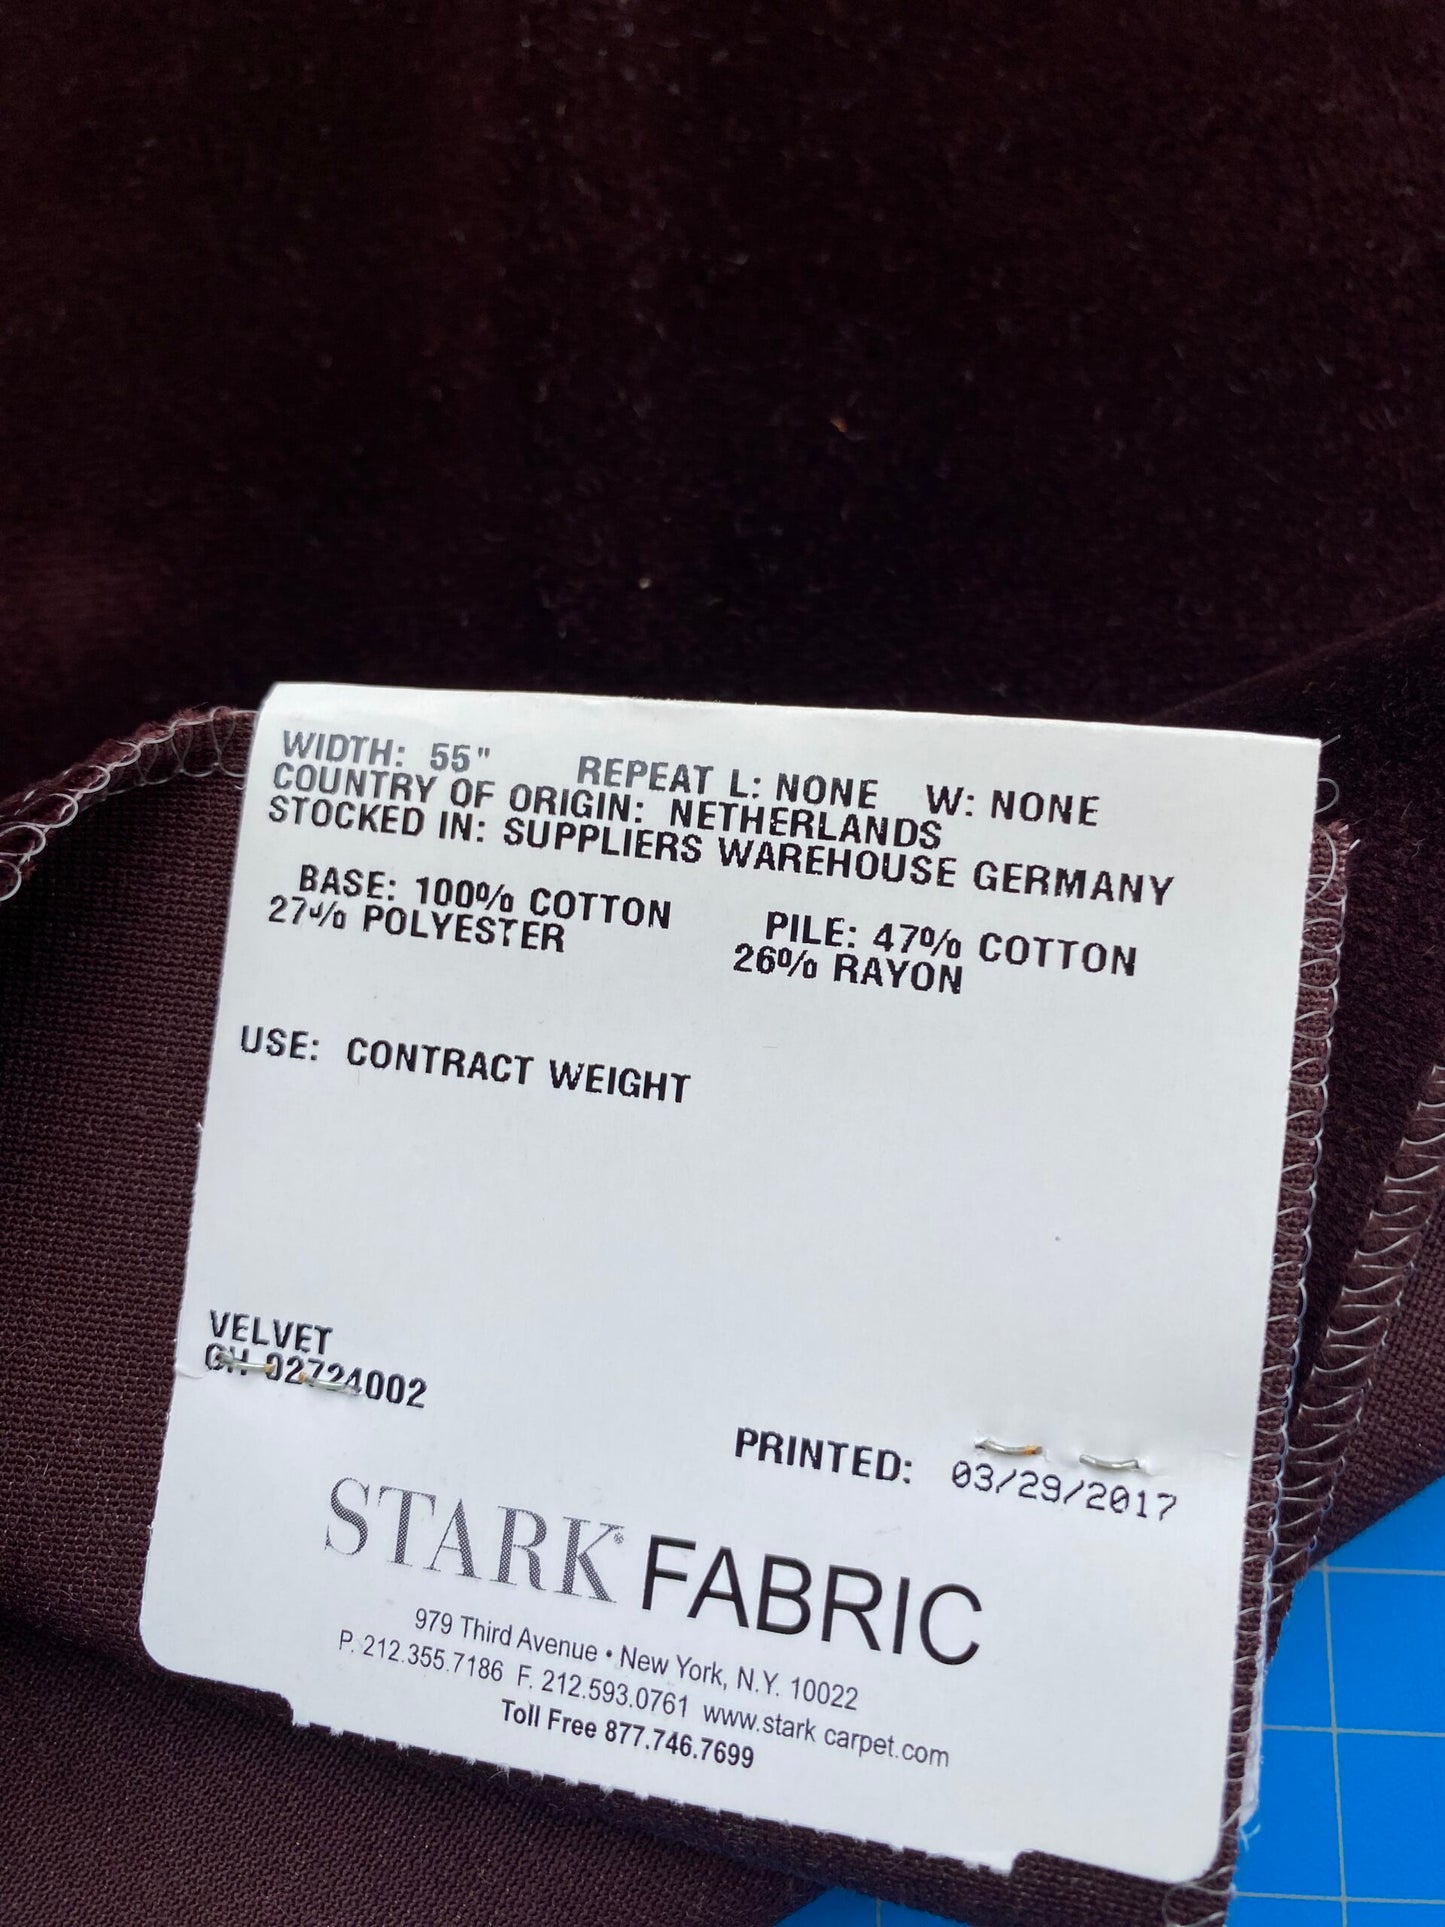 WIDTH: 55" REPEAT L: NONE W: NONE
COUNTRY OF ORIGIN: NETHERLANDS
STOCKED IN: SUPPLIERS WAREHOUSE GERMANY
BASE: 100% COTTON PILE: 47% COTTON
27% POLYESTER 26% RAYON
USE: CONTRACT WEIGHT
VELVET
02724002
PRINTED: 03/29/2017
STARK® FABRIC
979 Third Avenue • New York, N.Y. 10022
P. 212.355.7186 F. 212.593.0761 www.stark carpet.com
Toll Free 877.746.7699